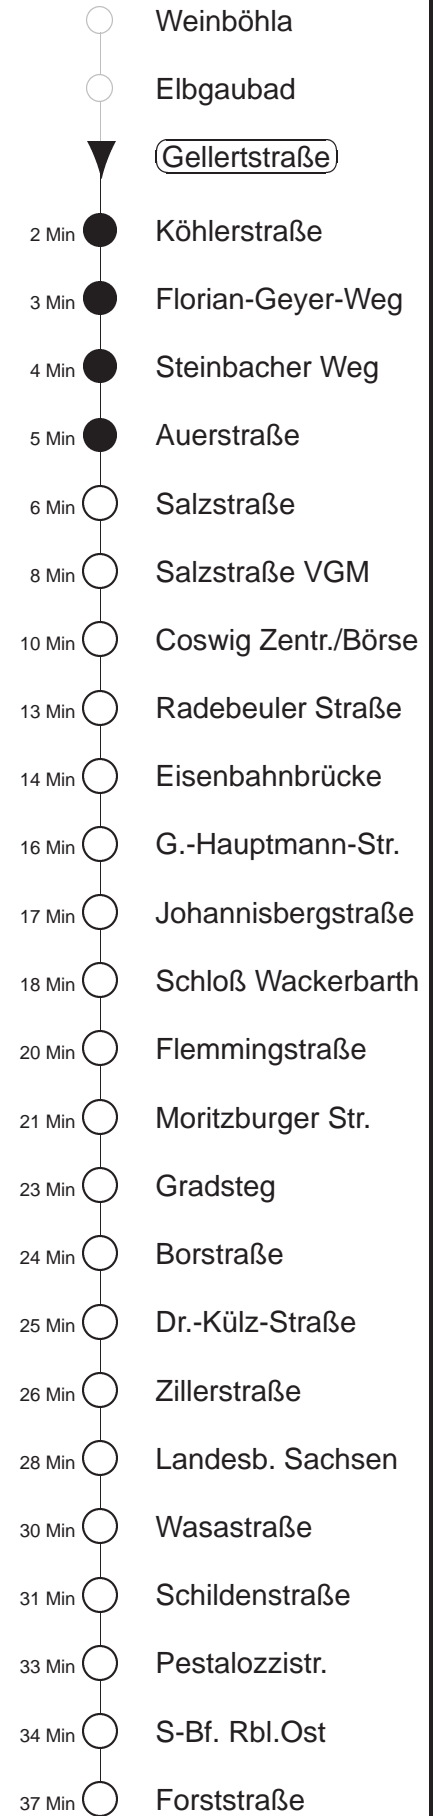 Weinböhla
Elbgaubad
Gellertstraße
2 Min Köhlerstraße
3 Min Florian-Geyer-Weg
4 Min Steinbacher Weg
5 Min Auerstraße
6 Min Salzstraße
8 Min Salzstraße VGM
10 Min Coswig Zentr./Börse
13 Min Radebeuler Straße
14 Min Eisenbahnbrücke
16 Min G.-Hauptmann-Str.
17 Min Johannisbergstraße
18 Min Schloß Wackerbarth
20 Min Flemmingstraße
21 Min Moritzburger Str.
23 Min Gradsteg
24 Min Borstraße
25 Min Dr.-Külz-Straße
26 Min Zillerstraße
28 Min Landesb. Sachsen
30 Min Wasastraße
31 Min Schildenstraße
33 Min Pestalozzistr.
34 Min S-Bf. Rbl.Ost
37 Min Forststraße